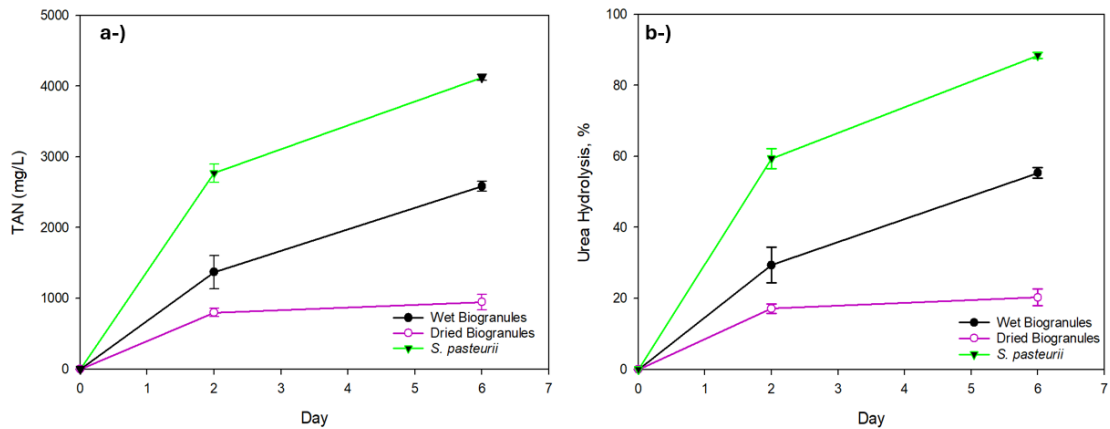 a-)
TAN (mg/L)
5000
4000
3000
2000
1000
0
0 1 2 3 4 5 6 7
Day
Wet Biogranules
Dried Biogranules
S. pasteurii
b-)
Urea Hydrolysis, %
100
80
60
40
20
0
0 1 2 3 4 5 6 7
Day
Wet Biogranules
Dried Biogranules
S. pasteurii